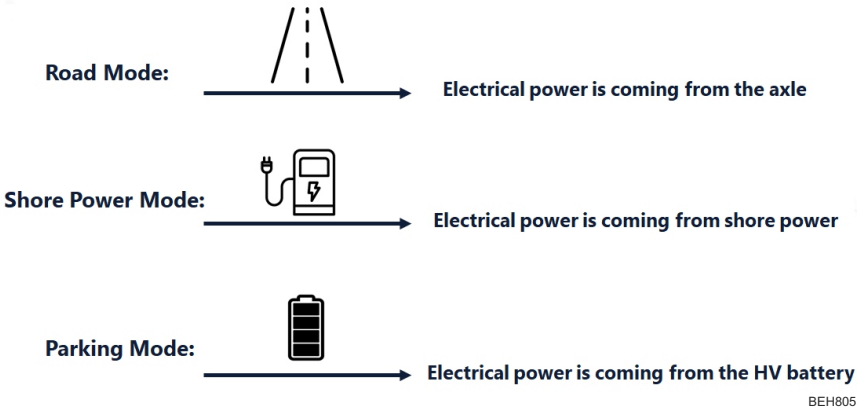 Road Mode:
Electrical power is coming from the axle
Shore Power Mode:
Electrical power is coming from shore power
Parking Mode:
Electrical power is coming from the HV battery
BEH805